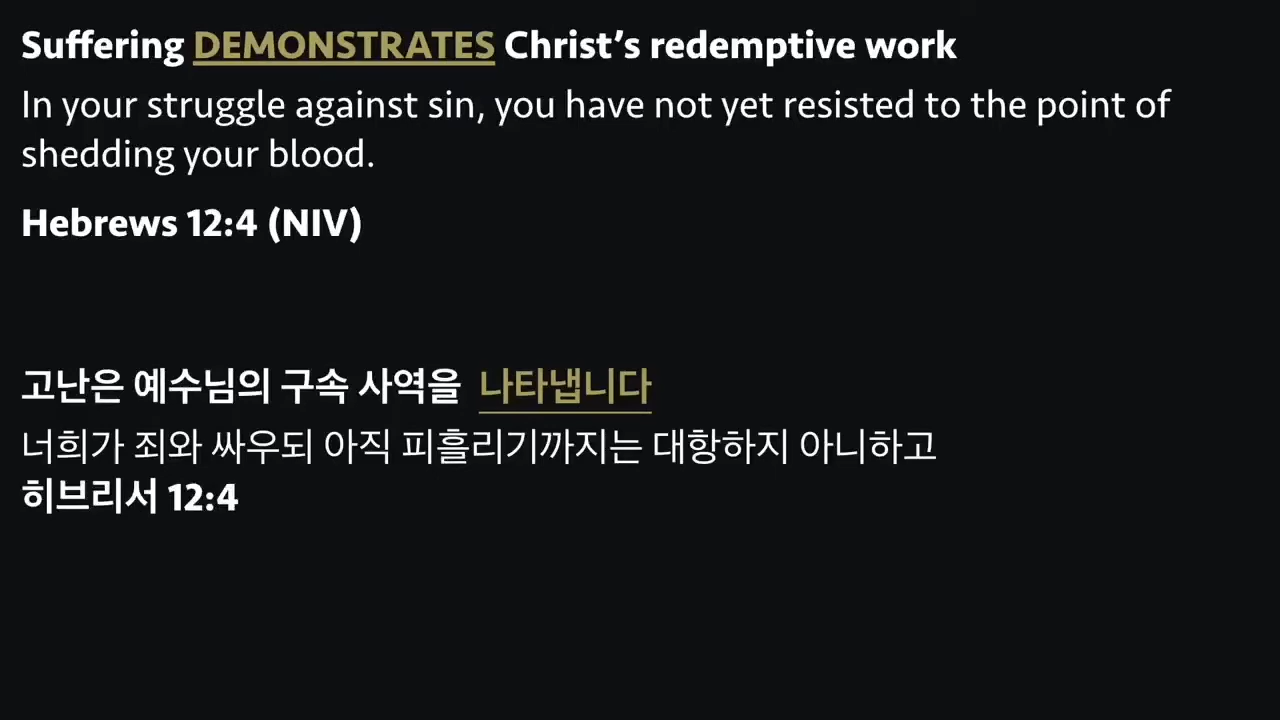 Suffering DEMONSTRATES Christ’s redemptive work
In your struggle against sin, you have not yet resisted to the point of
shedding your blood.
Hebrews 12:4 (NIV)
고난은 예수님의 구속 사역을 나타냅니다
너희가 죄와 싸우되 아직 피흘리기까지는 대항하지 아니하고
히브리서 12:4